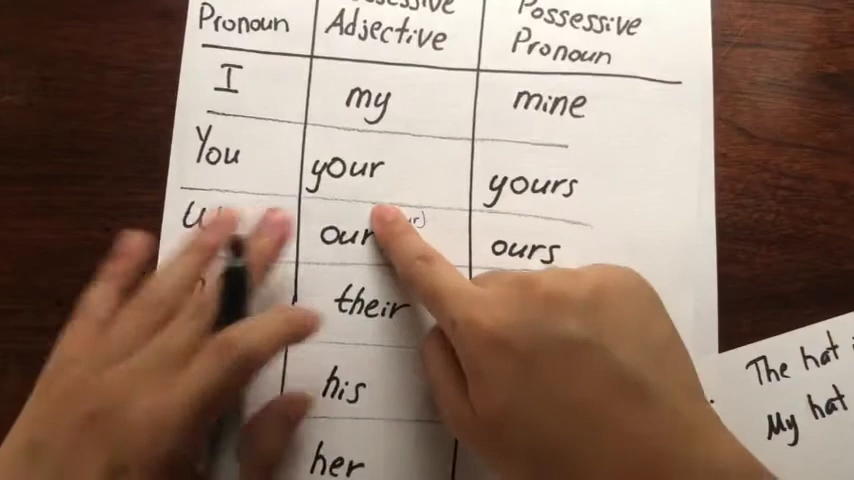 Pronoun Adjective Possessive Pronoun
I my mine
You your yours
our ours
their
his
her
The hat
My hat